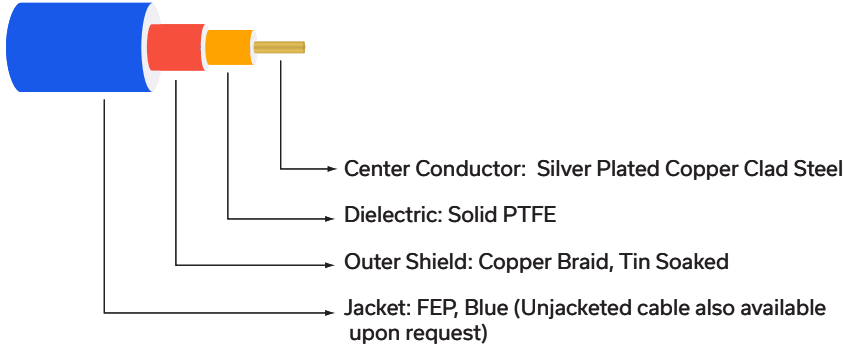 Center Conductor:  Silver Plated Copper Clad Steel
Dielectric: Solid PTFE
Outer Shield: Copper Braid, Tin Soaked
Jacket: FEP, Blue (Unjacketed cable also available
upon request)